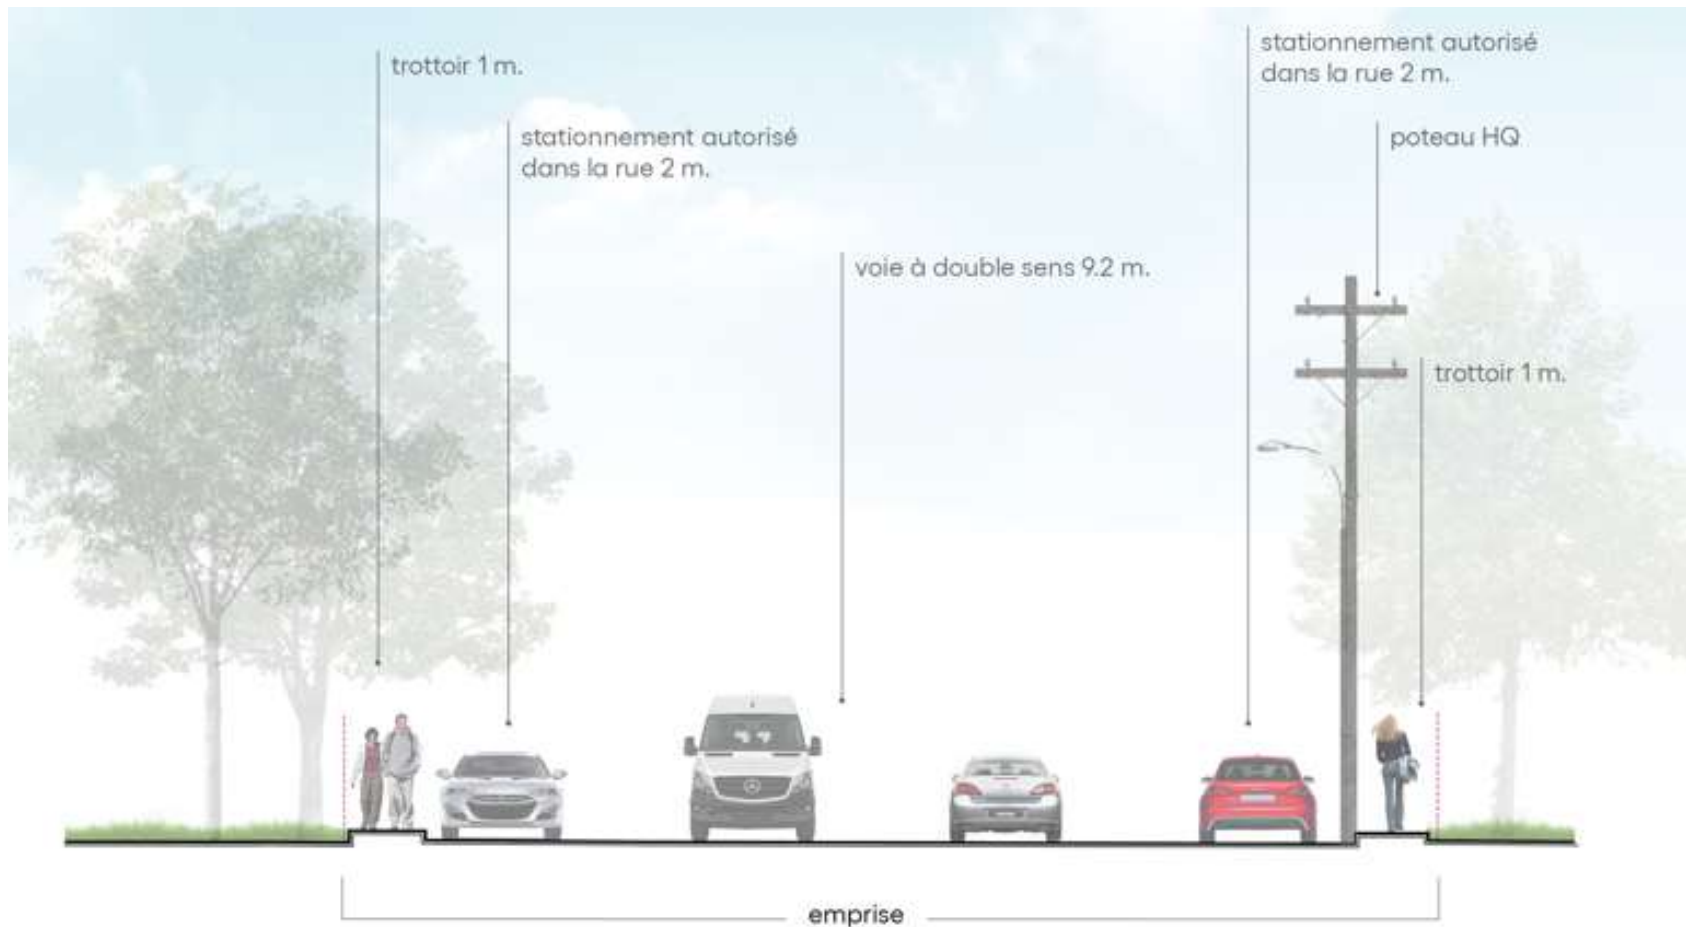 trottoir 1 m.
stationnement autorisé
dans la rue 2 m.
voie à double sens 9.2 m.
stationnement autorisé
dans la rue 2 m.
poteau HQ
trottoir 1 m.
emprise